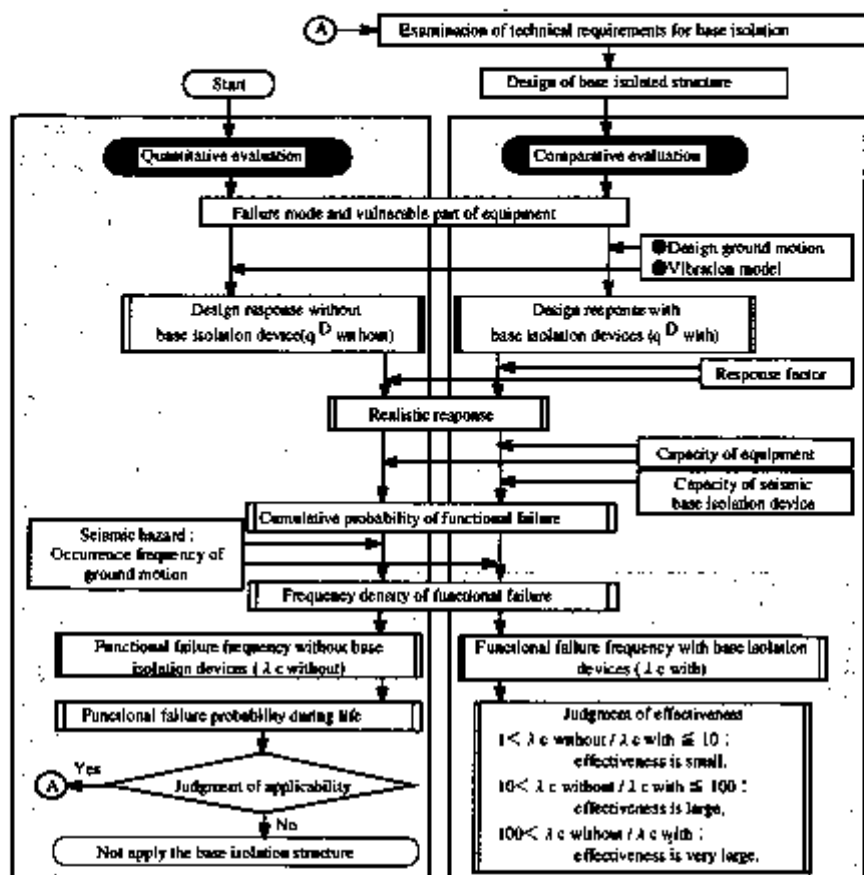 A
Examination of technical requirements for base isolation
Start
Design of base isolated structure
Quantitative evaluation
Comparative evaluation
Failure mode and vulnerable part of equipment
●Design ground motion
●Vibration model
Design response without
base isolation device(q D without)
Design response with
base isolation devices (q D with)
Response factor
Realistic response
Capacity of equipment
Capacity of seismic
base isolation device
Cumulative probability of functional failure
Seismic hazard :
Occurrence frequency of
ground motion
Frequency density of functional failure
Functional failure frequency without base
isolation devices ( λ c without)
Functional failure frequency with base isolation
devices ( λ c with)
Functional failure probability during life
Judgment of effectiveness
1< λ c without / λ c with ≦ 10 :
effectiveness is small.
10< λ c without / λ c with ≦ 100 :
effectiveness is large.
100< λ c without / λ c with :
effectiveness is very large.
Yes
A
Judgment of applicability
No
Not apply the base isolation structure